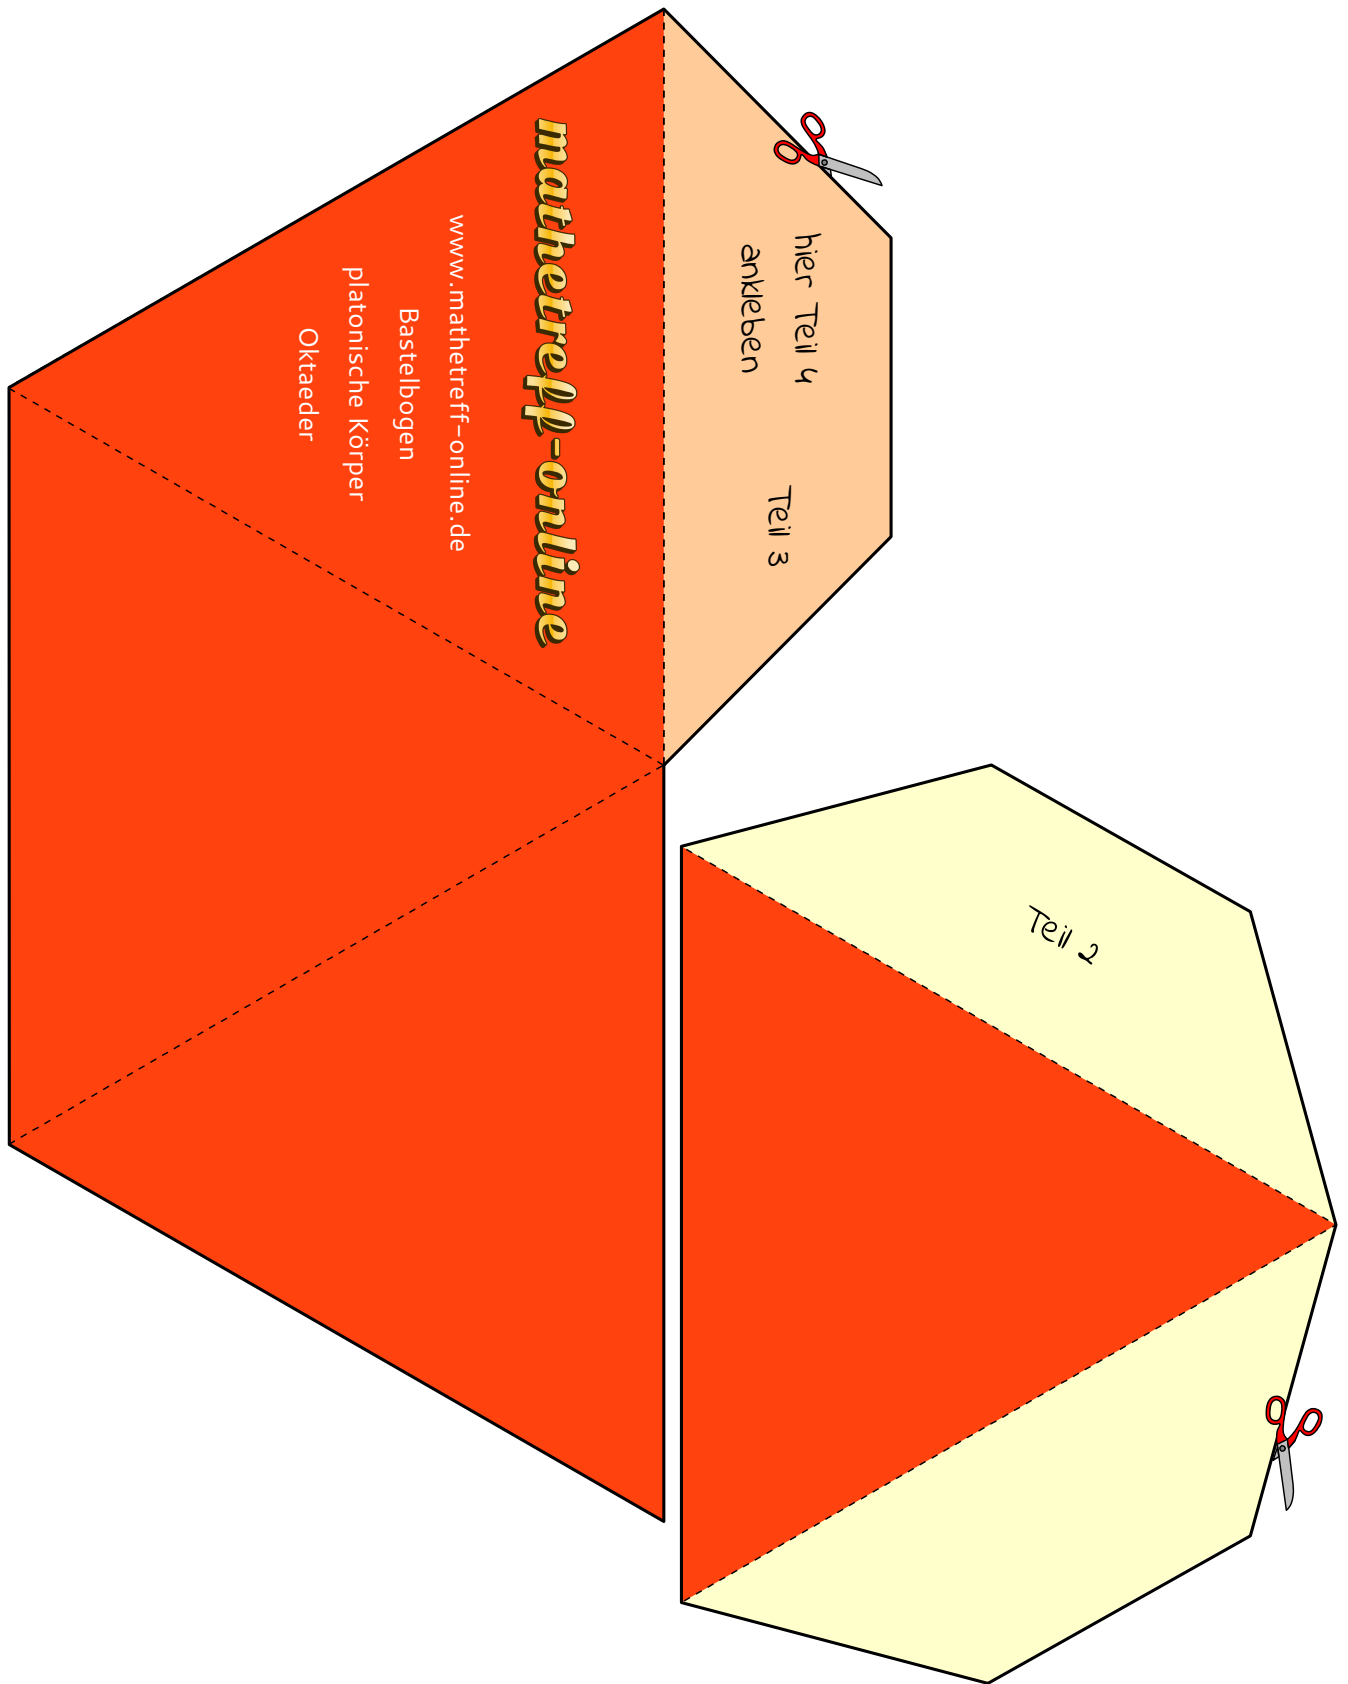 hier Teil 4
ankleben
Teil 3
mathetreff-online
www.mathetreff-online.de
Bastelbogen
platonische Körper
Oktaeder
Teil 2